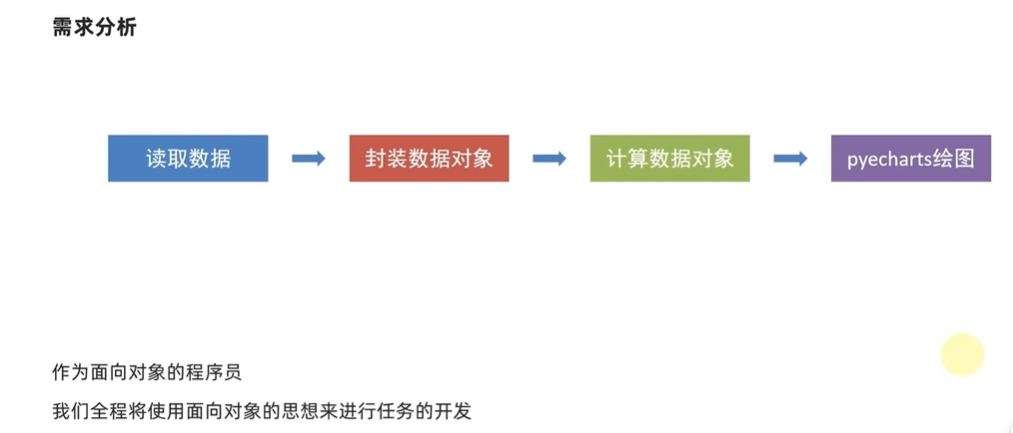 需求分析
读取数据
封装数据对象
计算数据对象
pyecharts绘图
作为面向对象的程序员
我们全程将使用面向对象的思想来进行任务的开发